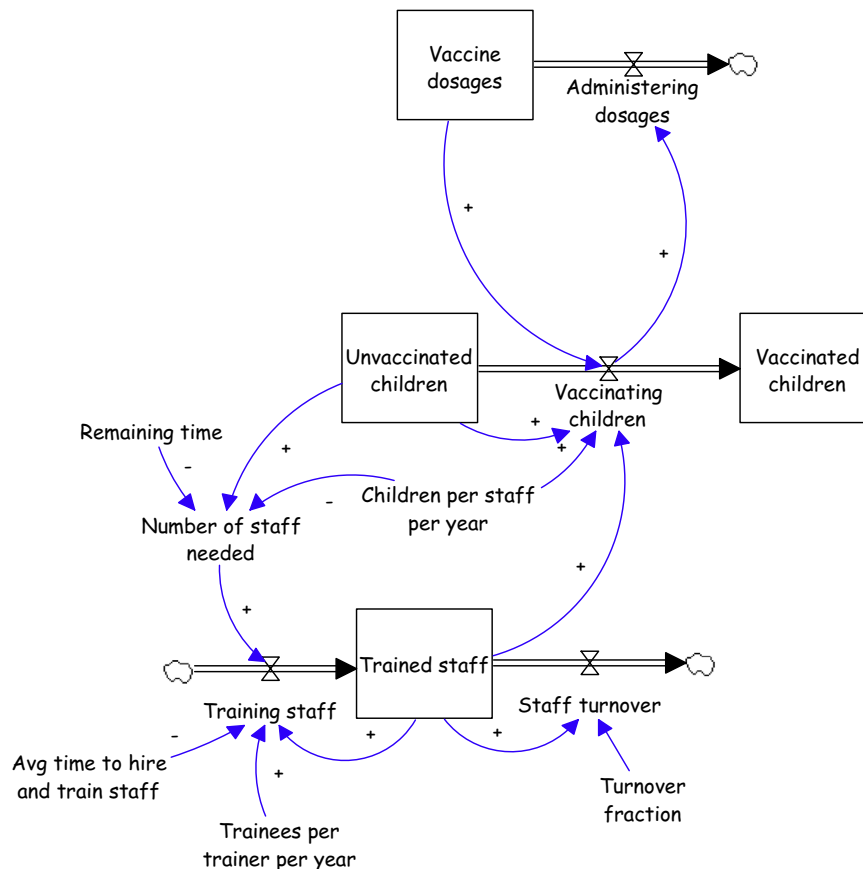 Vaccine
dosages
Administering
dosages
+
+
Unvaccinated
children
Vaccinated
children
Vaccinating
children
+
+
+
Remaining time
-
Children per staff
per year
-
Number of staff
needed
+
+
Trained staff
Training staff
Staff turnover
-
+
+
+
Avg time to hire
and train staff
Turnover
fraction
Trainees per
trainer per year